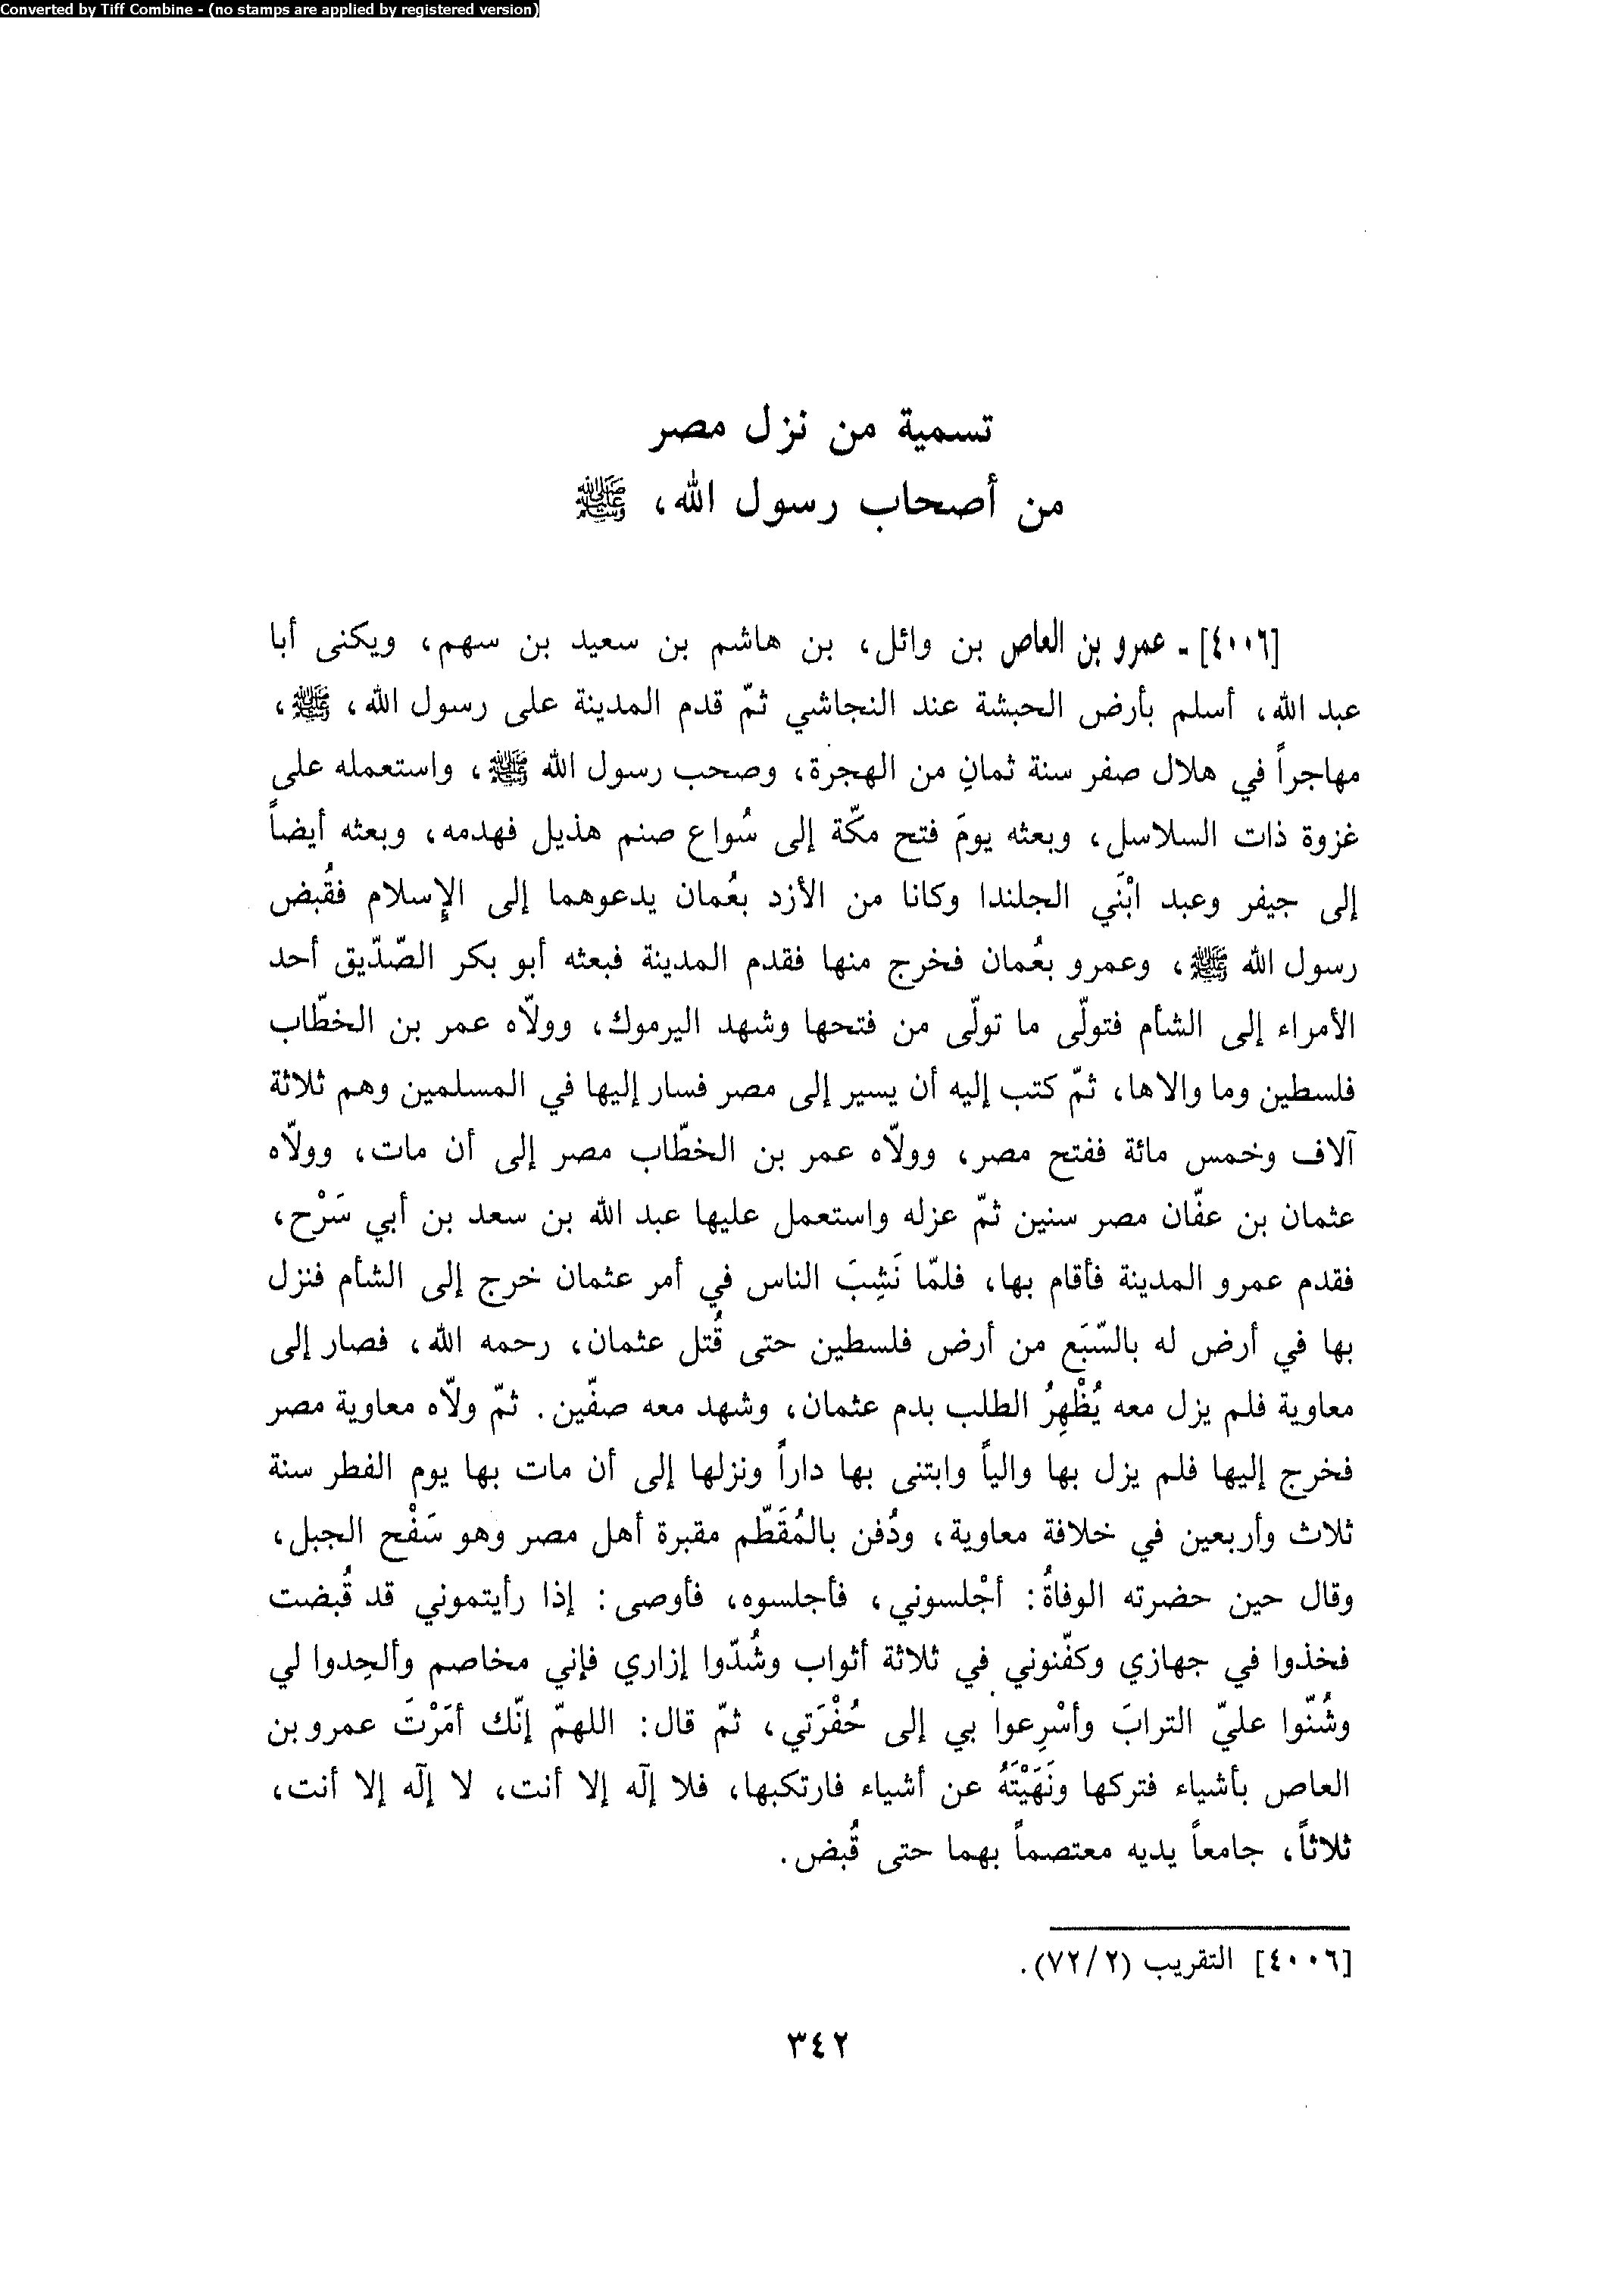 Converted by Tiff Combine - (no stamps are applied by registered version)
تسمية من نزل مصر
من أصحاب رسول الله، ﷺ
[٤٠٠٦] - عمرو بن العاص بن وائل، بن هاشم بن سعيد بن سهم، ويكنى أبا
عبد الله، أسلم بأرض الحبشة عند النجاشي ثمّ قدم المدينة على رسول الله، ﷺ،
مهاجراً في هلال صفر سنة ثمانِ من الهجرة، وصحب رسول الله ﷺ، واستعمله على
غزوة ذات السلاسل، وبعثه يومَ فتح مكّة إلى سُواع صنم هذيل فهدمه، وبعثه أيضاً
إلى جيفر وعبد ابْنَي الجلندا وكانا من الأزد بعُمان يدعوهما إلى الإسلام فقُبض
رسول الله ﷺ، وعمرو بعُمان فخرج منها فقدم المدينة فبعثه أبو بكر الصّدّيق أحد
الأمراء إلى الشأم فتولّى ما تولّى من فتحها وشهد اليرموك، وولّاه عمر بن الخطّاب
فلسطين وما والاها، ثمّ كتب إليه أن يسير إلى مصر فسار إليها في المسلمين وهم ثلاثة
آلاف وخمس مائة ففتح مصر، وولّاه عمر بن الخطّاب مصر إلى أن مات، وولّاه
عثمان بن عفّان مصر سنين ثمّ عزله واستعمل عليها عبد الله بن سعد بن أبي سَرْح،
فقدم عمرو المدينة فأقام بها، فلمّا نَشِبَ الناس في أمر عثمان خرج إلى الشأم فنزل
بها في أرض له بالسّبَع من أرض فلسطين حتى قُتل عثمان، رحمه الله، فصار إلى
معاوية فلم يزل معه يُظْهِرُ الطلب بدم عثمان، وشهد معه صفّين. ثمّ ولّاه معاوية مصر
فخرج إليها فلم يزل بها والياً وابتنى بها داراً ونزلها إلى أن مات بها يوم الفطر سنة
ثلاث وأربعين في خلافة معاوية، ودُفن بالمُقَطّم مقبرة أهل مصر وهو سَفْح الجبل،
وقال حين حضرته الوفاةُ: أجْلسوني، فأجلسوه، فأوصى: إذا رأيتموني قد قُبضت
فخذوا في جهازي وكفّنوني في ثلاثة أثواب وشُدّوا إزاري فإني مخاصم وألحِدوا لي
وشُنّوا عليّ الترابَ وأسْرِعوا بي إلى حُفْرَتي، ثمّ قال: اللهمّ إنّك أمَرْتَ عمرو بن
العاص بأشياء فتركها ونَهَيْتَهُ عن أشياء فارتكبها، فلا إلٓه إلا أنت، لا إلٓه إلا أنت،
ثلاثاً، جامعاً يديه معتصماً بهما حتى قُبض.
[٤٠٠٦] التقريب (٧٢/٢).
٣٤٢